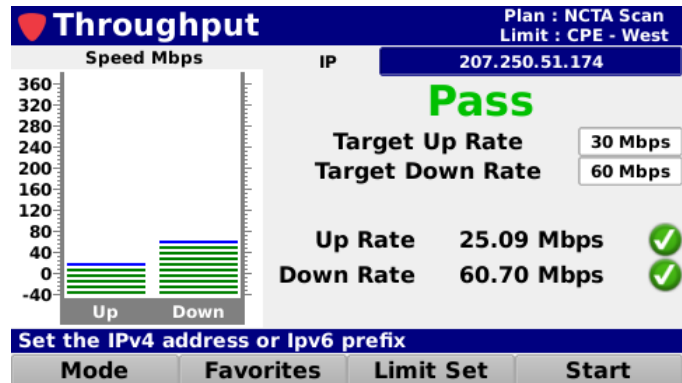 Throughput
Plan : NCTA Scan
Limit : CPE - West
Speed Mbps
IP 207.250.51.174
360
320
280
240
200
160
120
80
40
0
-40
Up Down
Pass
Target Up Rate 30 Mbps
Target Down Rate 60 Mbps
Up Rate 25.09 Mbps
Down Rate 60.70 Mbps
Set the IPv4 address or Ipv6 prefix
Mode Favorites Limit Set Start